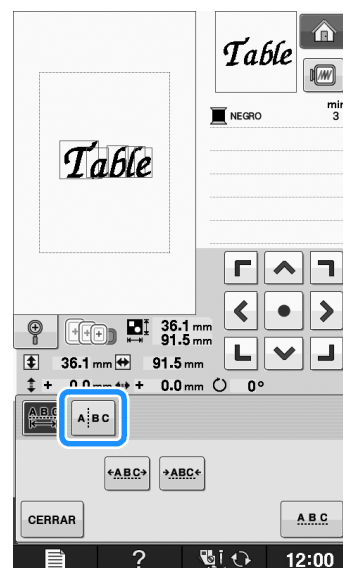 Table
Table
min
NEGRO 3
36.1 mm
91.5 mm
36.1 mm 91.5 mm
+ 0.0 mm + 0.0 mm 0°
ABC
A BC
ABC ABC
CERRAR ABC
? 12:00